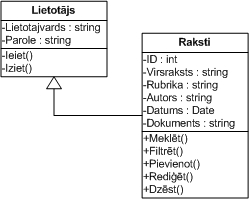 Lietotājs
-Lietotajvards : string
-Parole : string
-Ieiet()
-Iziet()
Raksti
-ID : int
-Virsraksts : string
-Rubrika : string
-Autors : string
-Datums : Date
-Dokuments : string
+Meklēt()
+Filtrēt()
+Pievienot()
+Rediģēt()
+Dzēst()